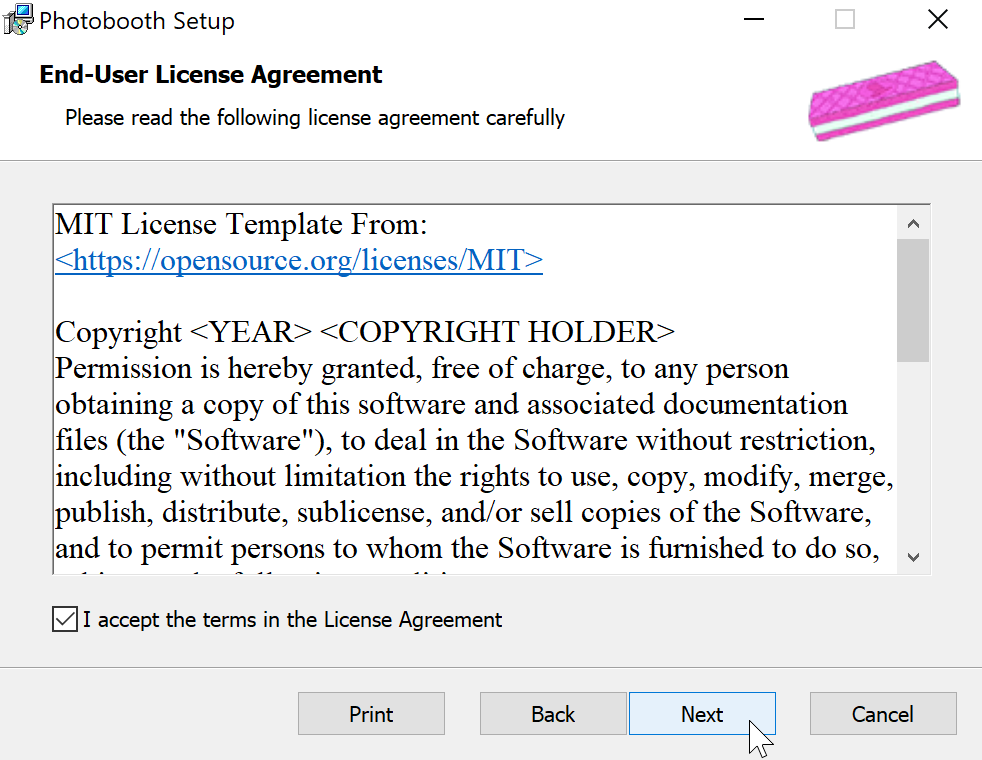 Photobooth Setup
End-User License Agreement
Please read the following license agreement carefully
MIT License Template From:
<https://opensource.org/licenses/MIT>
Copyright <YEAR> <COPYRIGHT HOLDER>
Permission is hereby granted, free of charge, to any person
obtaining a copy of this software and associated documentation
files (the "Software"), to deal in the Software without restriction,
including without limitation the rights to use, copy, modify, merge,
publish, distribute, sublicense, and/or sell copies of the Software,
and to permit persons to whom the Software is furnished to do so,
I accept the terms in the License Agreement
Print Back Next Cancel